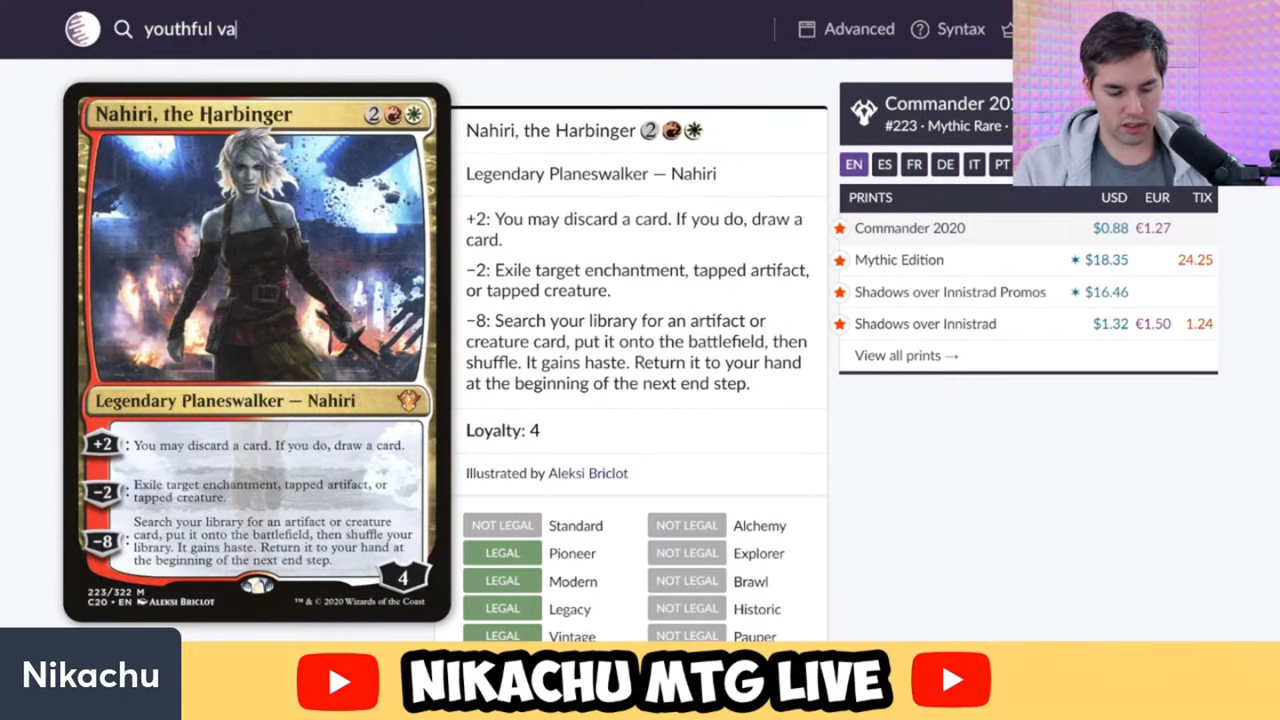 youthful va
Advanced
Syntax
Nahiri, the Harbinger 2
Legendary Planeswalker — Nahiri
+2 : You may discard a card. If you do, draw a card.
−2 : Exile target enchantment, tapped artifact, or
tapped creature.
−8 : Search your library for an artifact or creature
card, put it onto the battlefield, then shuffle your
library. It gains haste. Return it to your hand at
the beginning of the next end step.
4
223/322 M
C20 • EN ALEKSI BRICLOT
™ & © 2020 Wizards of the Coast
Nahiri, the Harbinger 2
Legendary Planeswalker — Nahiri
+2: You may discard a card. If you do, draw a
card.
−2: Exile target enchantment, tapped artifact,
or tapped creature.
−8: Search your library for an artifact or
creature card, put it onto the battlefield, then
shuffle. It gains haste. Return it to your hand
at the beginning of the next end step.
Loyalty: 4
Illustrated by Aleksi Briclot
NOT LEGAL Standard NOT LEGAL Alchemy
LEGAL Pioneer NOT LEGAL Explorer
LEGAL Modern NOT LEGAL Brawl
LEGAL Legacy NOT LEGAL Historic
LEGAL Vintage NOT LEGAL Pauper
Commander 20
#223 · Mythic Rare ·
EN ES FR DE IT PT
PRINTS USD EUR TIX
Commander 2020 $0.88 €1.27
Mythic Edition $18.35 24.25
Shadows over Innistrad Promos $16.46
Shadows over Innistrad $1.32 €1.50 1.24
View all prints →
Nikachu
NIKACHU MTG LIVE